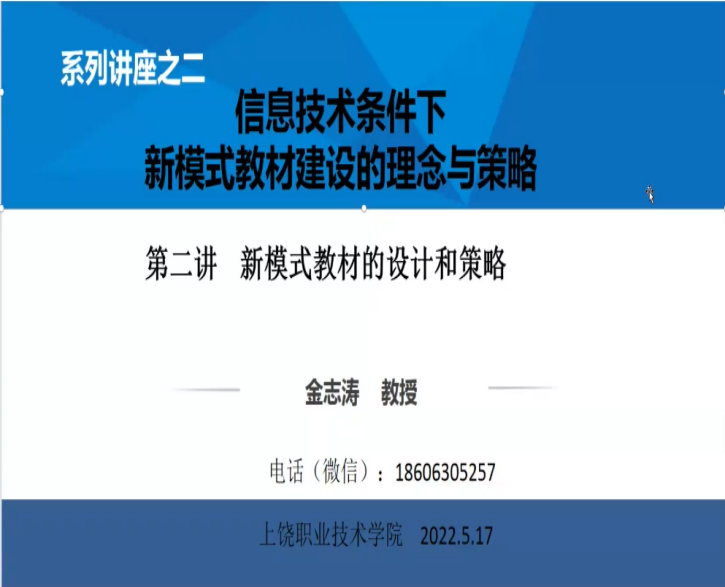 系列讲座之二
信息技术条件下
新模式教材建设的理念与策略
第二讲 新模式教材的设计和策略
金志涛 教授
电话（微信）：18606305257
上饶职业技术学院 2022.5.17